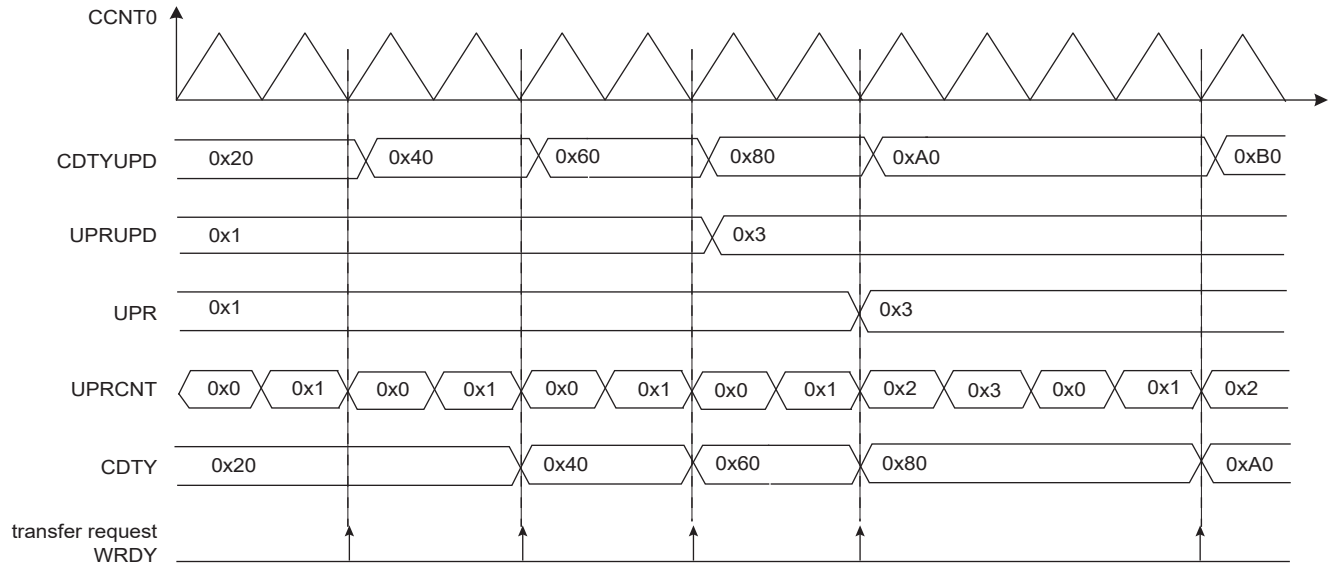 CCNT0
CDTYUPD 0x20 0x40 0x60 0x80 0xA0 0xB0
UPRUPD 0x1 0x3
UPR 0x1 0x3
UPRCNT 0x0 0x1 0x0 0x1 0x0 0x1 0x0 0x1 0x2 0x3 0x0 0x1 0x2
CDTY 0x20 0x40 0x60 0x80 0xA0
transfer request
WRDY